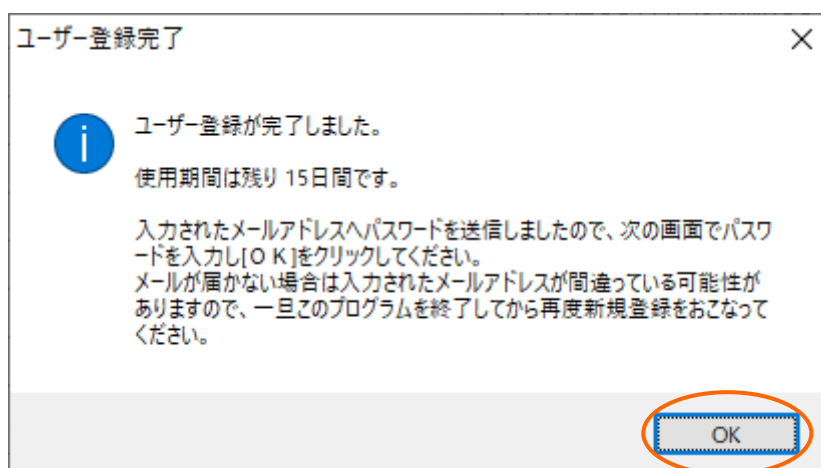 ユーザー登録完了
ユーザー登録が完了しました。
使用期間は残り 15日間です。
入力されたメールアドレスへパスワードを送信しましたので、次の画面でパスワ
ードを入力し[ＯＫ]をクリックしてください。
メールが届かない場合は入力されたメールアドレスが間違っている可能性が
ありますので、一旦このプログラムを終了してから再度新規登録をおこなって
ください。
OK